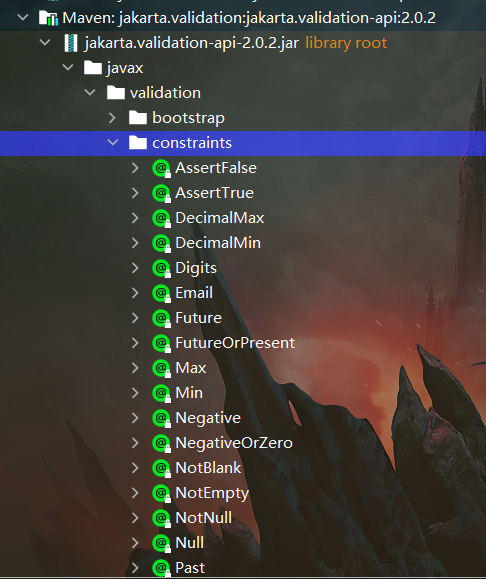 Maven: jakarta.validation:jakarta.validation-api:2.0.2
jakarta.validation-api-2.0.2.jar library root
javax
validation
bootstrap
constraints
AssertFalse
AssertTrue
DecimalMax
DecimalMin
Digits
Email
Future
FutureOrPresent
Max
Min
Negative
NegativeOrZero
NotBlank
NotEmpty
NotNull
Null
Past